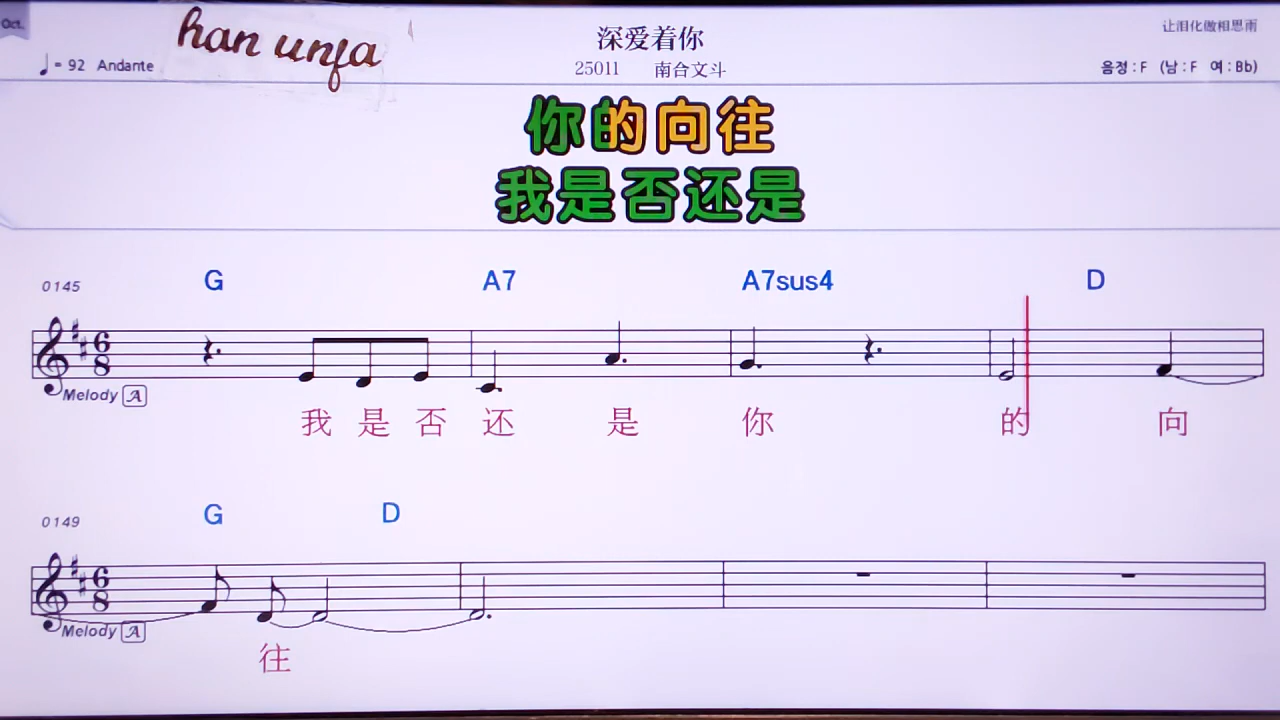 Oct.
han unfa
深爱着你
让泪化做相思雨
♩= 92 Andante
25011 南合文斗
음정 : F (남 : F 여 : Bb)
你的向往
我是否还是
0145 G A7 A7sus4 D
6 8
Melody A
我 是 否 还 是 你 的 向
0149 G D
6 8
Melody A
往